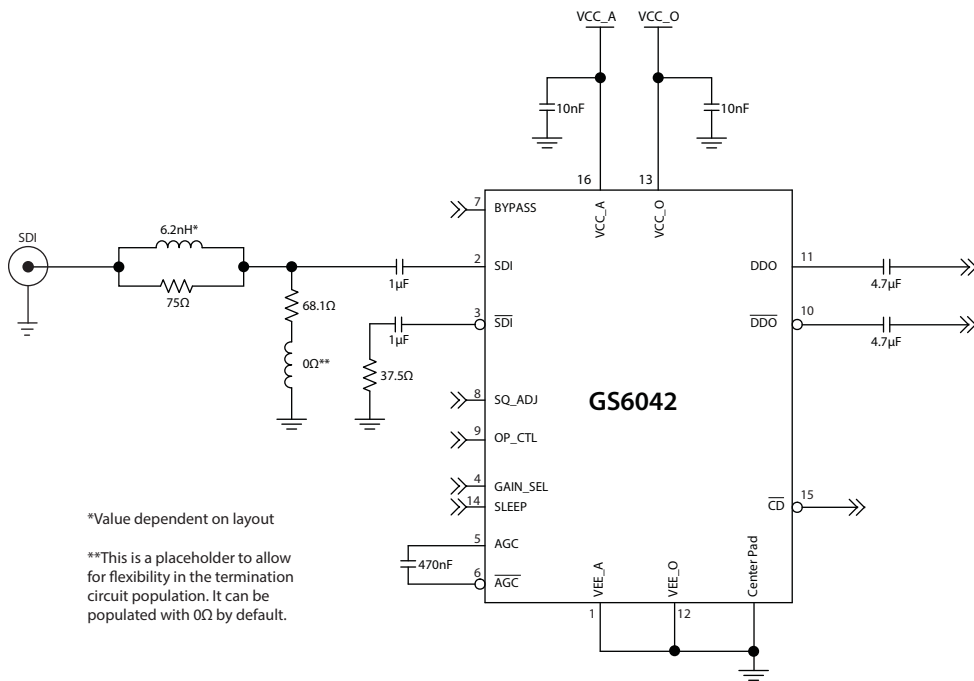 VCC_A VCC_O
10nF 10nF
16 13
7 BYPASS VCC_A VCC_O
6.2nH*
SDI
2 SDI DDO 11
1µF 4.7µF
75Ω
68.1Ω
3 SDI DDO 10
1µF 4.7µF
0Ω** 37.5Ω
8 SQ_ADJ
GS6042
9 OP_CTL
4 GAIN_SEL
14 SLEEP CD 15
*Value dependent on layout
5 AGC
**This is a placeholder to allow
for flexibility in the termination
circuit population. It can be
populated with 0Ω by default.
470nF
6 AGC VEE_A VEE_O Center Pad
1 12